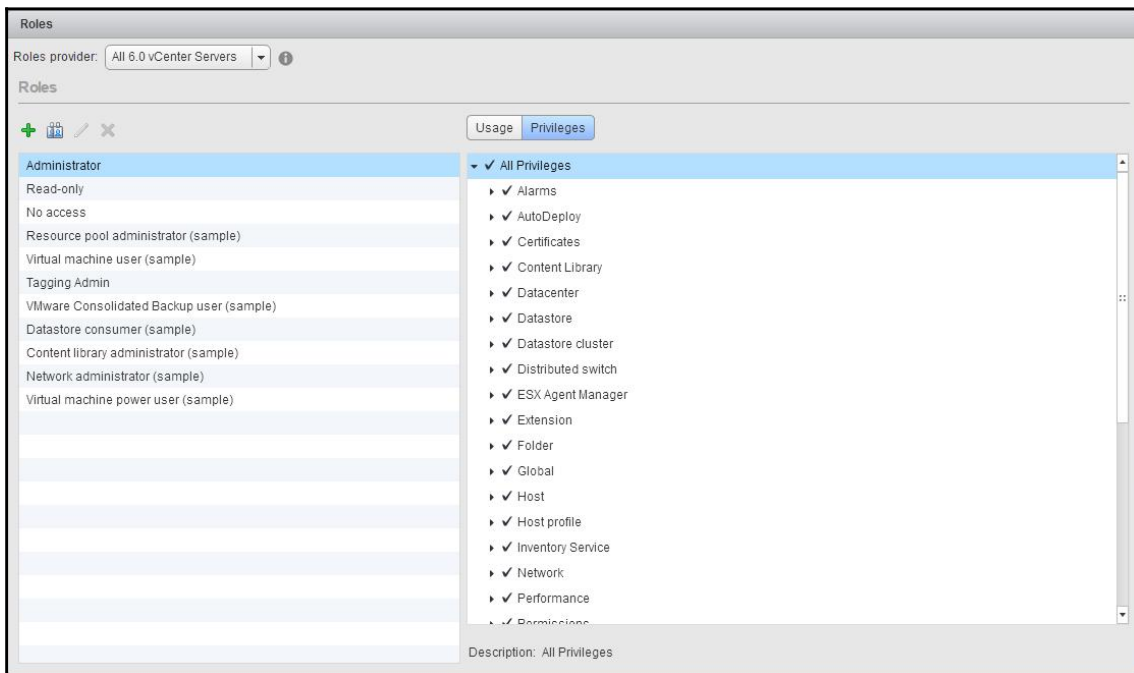 Roles
Roles provider: All 6.0 vCenter Servers
Roles
Usage Privileges
Administrator
Read-only
No access
Resource pool administrator (sample)
Virtual machine user (sample)
Tagging Admin
VMware Consolidated Backup user (sample)
Datastore consumer (sample)
Content library administrator (sample)
Network administrator (sample)
Virtual machine power user (sample)
All Privileges
Alarms
AutoDeploy
Certificates
Content Library
Datacenter
Datastore
Datastore cluster
Distributed switch
ESX Agent Manager
Extension
Folder
Global
Host
Host profile
Inventory Service
Network
Performance
Permissions
Description: All Privileges